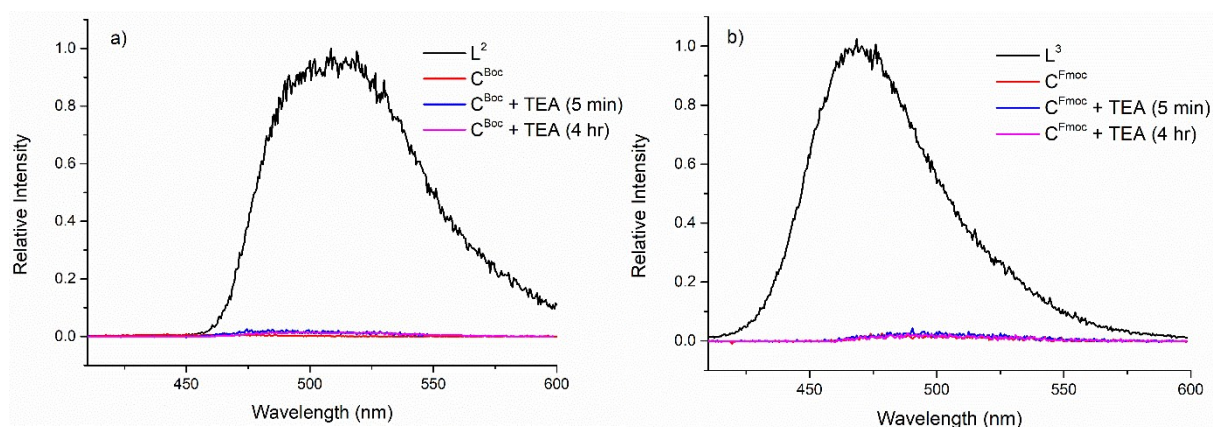 a)
L²
Cᴮᵒᶜ
Cᴮᵒᶜ + TEA (5 min)
Cᴮᵒᶜ + TEA (4 hr)
Relative Intensity
1.0
0.8
0.6
0.4
0.2
0.0
450 500 550 600
Wavelength (nm)
b)
L³
Cᶠᵐᵒᶜ
Cᶠᵐᵒᶜ + TEA (5 min)
Cᶠᵐᵒᶜ + TEA (4 hr)
Relative Intensity
1.0
0.8
0.6
0.4
0.2
0.0
450 500 550 600
Wavelength (nm)